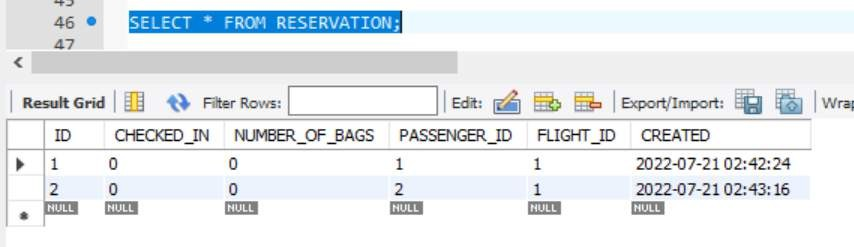 45
46 SELECT * FROM RESERVATION;
47
Result Grid Filter Rows: Edit: Export/Import: Wrap
ID CHECKED_IN NUMBER_OF_BAGS PASSENGER_ID FLIGHT_ID CREATED
1 0 0 1 1 2022-07-21 02:42:24
2 0 0 2 1 2022-07-21 02:43:16
NULL NULL NULL NULL NULL NULL